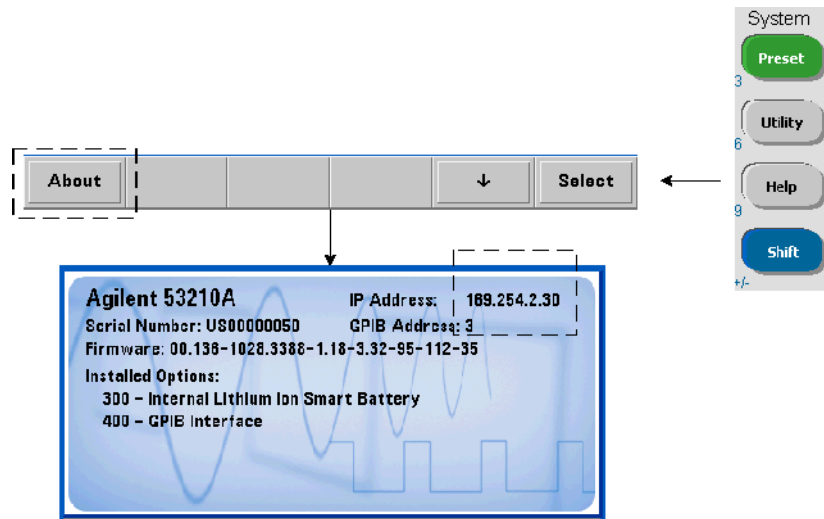 System
Preset
3
Utility
6
Help
9
Shift
+/-
About ↓ Select
Agilent 53210A IP Address: 169.254.2.30
Serial Number: US00000050 GPIB Address: 3
Firmware: 00.136-1028.3388-1.18-3.32-95-112-35
Installed Options:
300 - Internal Lithium Ion Smart Battery
400 - GPIB Interface